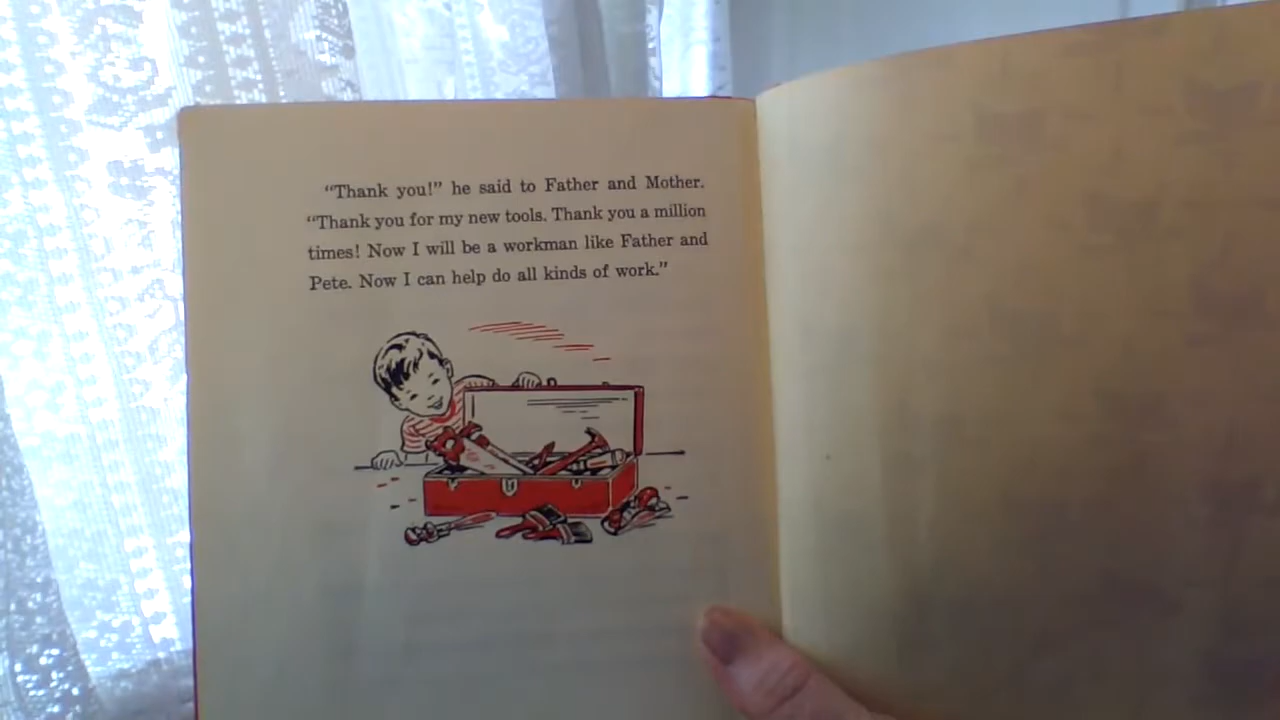 “Thank you!” he said to Father and Mother.
“Thank you for my new tools. Thank you a million
times! Now I will be a workman like Father and
Pete. Now I can help do all kinds of work.”